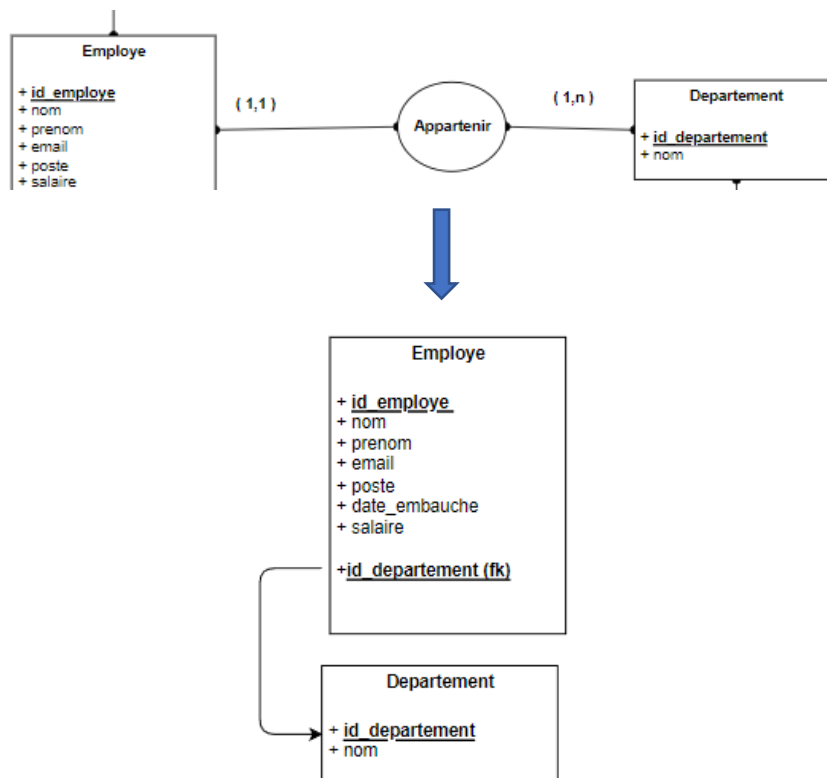 Employe
+ id_employe
+ nom
+ prenom
+ email
+ poste
+ salaire
( 1,1 )
Appartenir
( 1,n )
Departement
+ id_departement
+ nom
Employe
+ id_employe
+ nom
+ prenom
+ email
+ poste
+ date_embauche
+ salaire
+id_departement (fk)
Departement
+ id_departement
+ nom